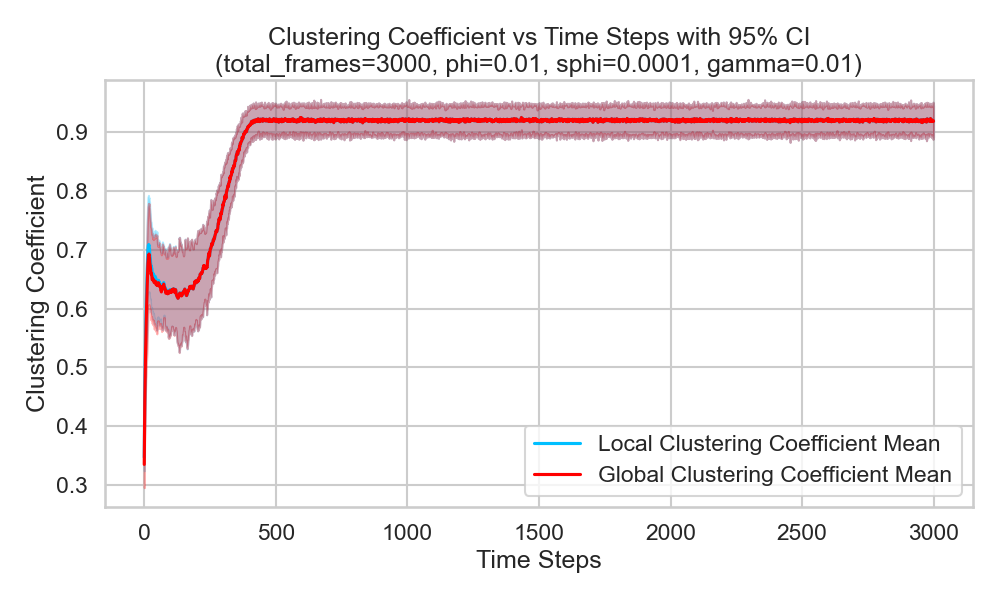 Clustering Coefficient vs Time Steps with 95% CI
(total_frames=3000, phi=0.01, sphi=0.0001, gamma=0.01)
Clustering Coefficient
0.9
0.8
0.7
0.6
0.5
0.4
0.3
Local Clustering Coefficient Mean
Global Clustering Coefficient Mean
0 500 1000 1500 2000 2500 3000
Time Steps